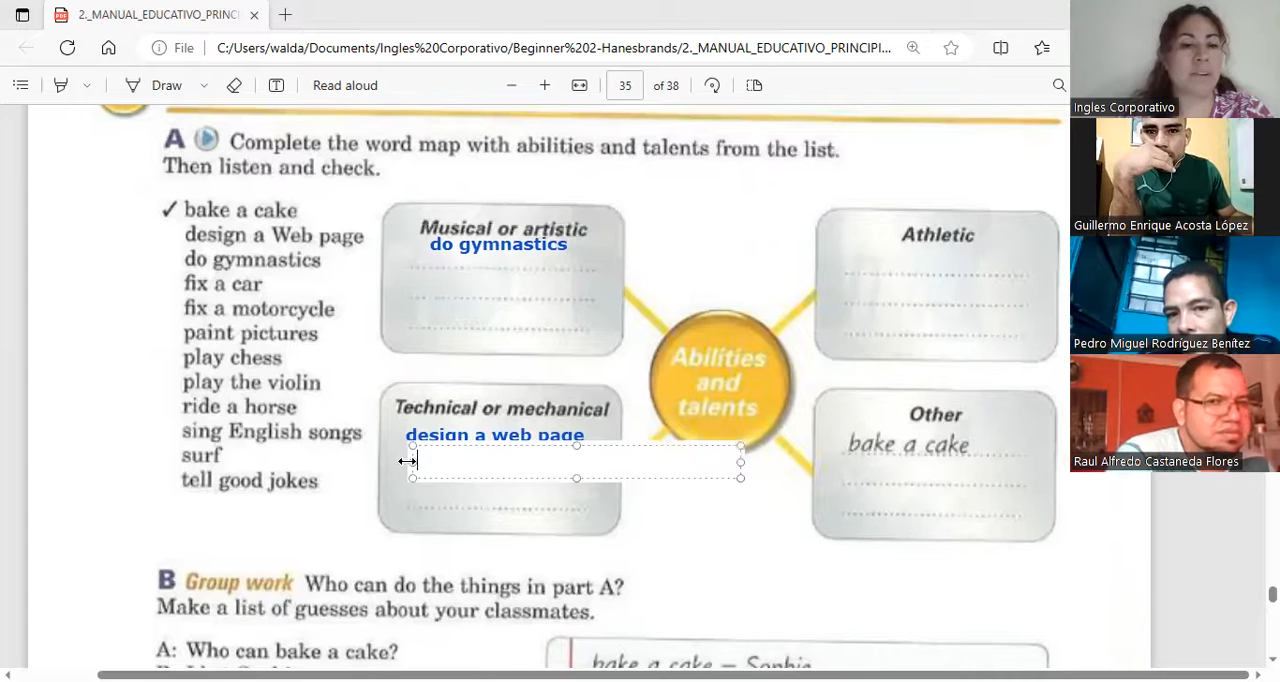 2._MANUAL_EDUCATIVO_PRINCI
File
C:/Users/walda/Documents/Ingles%20Corporativo/Beginner%202-Hanesbrands/2._MANUAL_EDUCATIVO_PRINCIPI...
Draw
Read aloud
35
of 38
A Complete the word map with abilities and talents from the list.
Then listen and check.
✓ bake a cake
design a Web page
do gymnastics
fix a car
fix a motorcycle
paint pictures
play chess
play the violin
ride a horse
sing English songs
surf
tell good jokes
Musical or artistic
do gymnastics
Athletic
Abilities
and
talents
Technical or mechanical
design a web page
Other
bake a cake
B Group work Who can do the things in part A?
Make a list of guesses about your classmates.
A: Who can bake a cake?
bake a cake – Sophie
Ingles Corporativo
Guillermo Enrique Acosta López
Pedro Miguel Rodríguez Benítez
Raul Alfredo Castaneda Flores